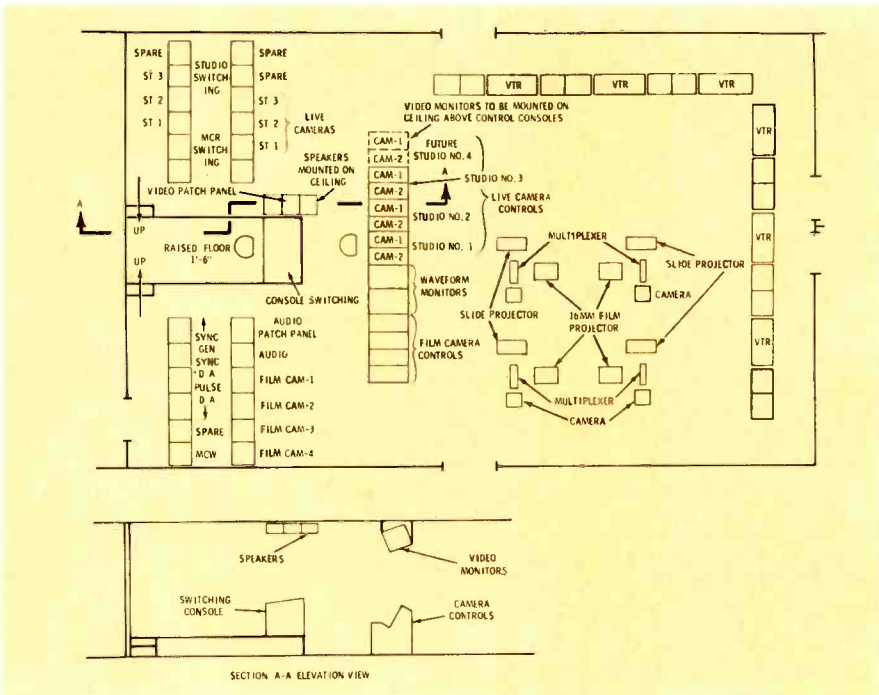 SPARE
ST 3
ST 2
ST 1
STUDIO
SWITCH-
ING
MCR
SWITCH-
ING
SPARE
SPARE
ST 3
ST 2
ST 1
LIVE
CAMERAS
SPEAKERS
MOUNTED ON
CEILING
VIDEO PATCH PANEL
VTR
VTR
VTR
VIDEO MONITORS TO BE MOUNTED ON
CEILING ABOVE CONTROL CONSOLES
CAM-1
CAM-2
CAM-1
CAM-2
CAM-1
CAM-2
CAM-1
CAM-2
FUTURE
STUDIO NO. 4
STUDIO NO. 3
STUDIO NO. 2
STUDIO NO. 1
LIVE CAMERA
CONTROLS
A
A
UP
UP
RAISED FLOOR
1'-6"
CONSOLE SWITCHING
WAVEFORM
MONITORS
FILM CAMERA
CONTROLS
VTR
VTR
VTR
MULTIPLEXER
SLIDE PROJECTOR
CAMERA
SLIDE PROJECTOR
16MM FILM
PROJECTOR
MULTIPLEXER
CAMERA
SYNC
GEN
SYNC
D A
PULSE
D A
SPARE
MCW
AUDIO
PATCH PANEL
AUDIO
FILM CAM-1
FILM CAM-2
FILM CAM-3
FILM CAM-4
SPEAKERS
VIDEO
MONITORS
SWITCHING
CONSOLE
CAMERA
CONTROLS
SECTION A-A ELEVATION VIEW